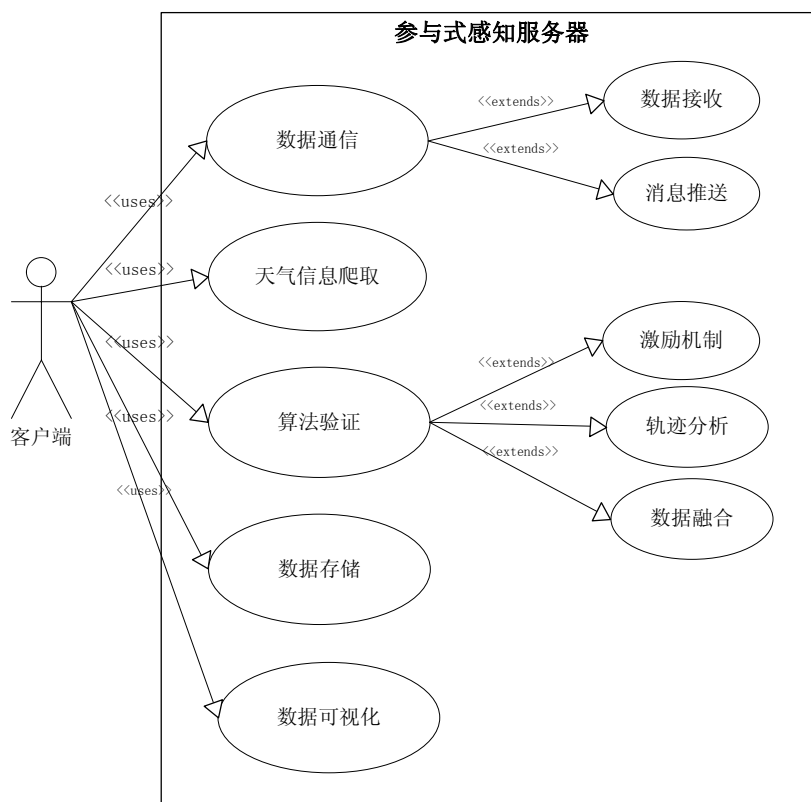 参与式感知服务器
<<extends>>
数据接收
数据通信
<<extends>>
消息推送
<<uses>>
<<uses>>
天气信息爬取
<<uses>>
激励机制
<<extends>>
<<uses>>
算法验证
<<extends>>
轨迹分析
客户端
<<extends>>
<<uses>>
数据融合
数据存储
数据可视化